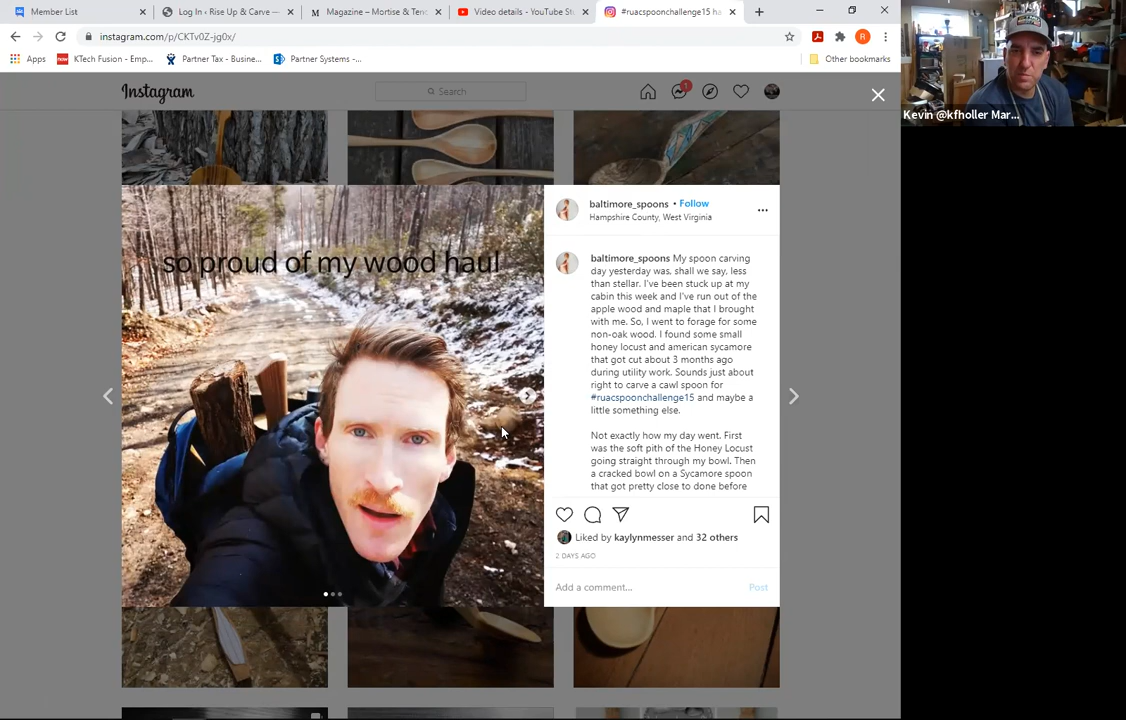 Member List
Log In ‹ Rise Up & Carve —
Magazine – Mortise & Tenc
Video details - YouTube St
#ruacspoonchallenge15 ha
instagram.com/p/CKTv0Z-jg0x/
Apps
KTech Fusion - Emp...
Partner Tax - Busine...
Partner Systems -...
Other bookmarks
Kevin @kfholler Mar...
Instagram
Search
so proud of my wood haul
baltimore_spoons • Follow
Hampshire County, West Virginia
baltimore_spoons My spoon carving
day yesterday was, shall we say, less
than stellar. I've been stuck up at my
cabin this week and I've run out of the
apple wood and maple that I brought
with me. So, I went to forage for some
non-oak wood. I found some small
honey locust and american sycamore
that got cut about 3 months ago
during utility work. Sounds just about
right to carve a cawl spoon for
#ruacspoonchallenge15 and maybe a
little something else.
Not exactly how my day went. First
was the soft pith of the Honey Locust
going straight through my bowl. Then
a cracked bowl on a Sycamore spoon
that got pretty close to done before
Liked by kaylynmesser and 32 others
2 DAYS AGO
Add a comment...
Post